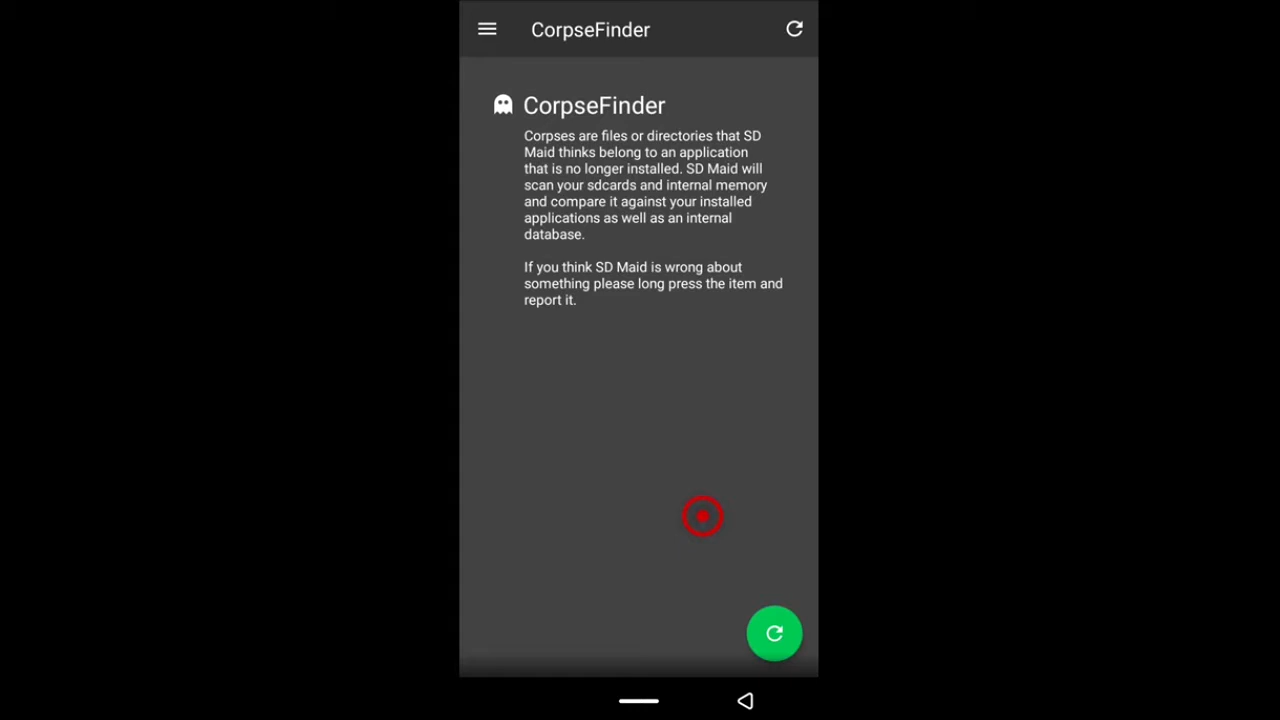 CorpseFinder
CorpseFinder
Corpses are files or directories that SD
Maid thinks belong to an application
that is no longer installed. SD Maid will
scan your sdcards and internal memory
and compare it against your installed
applications as well as an internal
database.
If you think SD Maid is wrong about
something please long press the item and
report it.